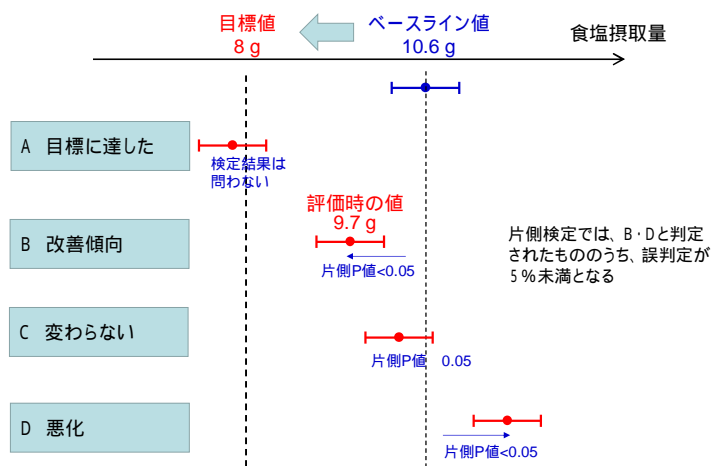 目標値
8 g
ベースライン値
10.6 g
食塩摂取量
A 目標に達した
検定結果は
問わない
評価時の値
9.7 g
B 改善傾向
片側P値<0.05
片側検定では、B・Dと判定
されたもののうち、誤判定が
5%未満となる
C 変わらない
片側P値 0.05
D 悪化
片側P値<0.05